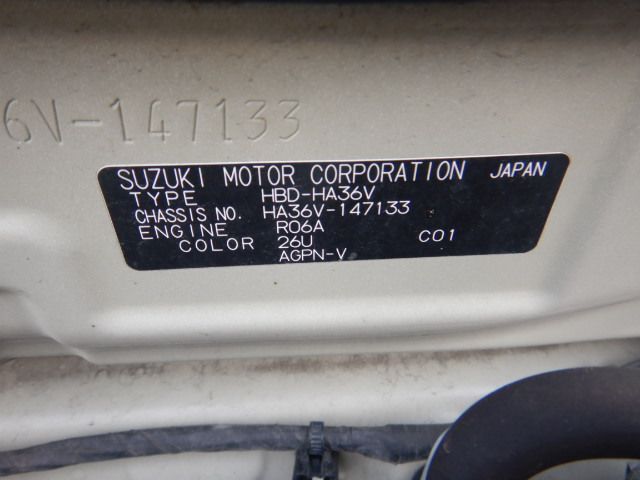 6V-147133
SUZUKI MOTOR CORPORATION JAPAN
TYPE HBD-HA36V
CHASSIS NO. HA36V-147133
ENGINE R06A
COLOR 26U C01
AGPN-V